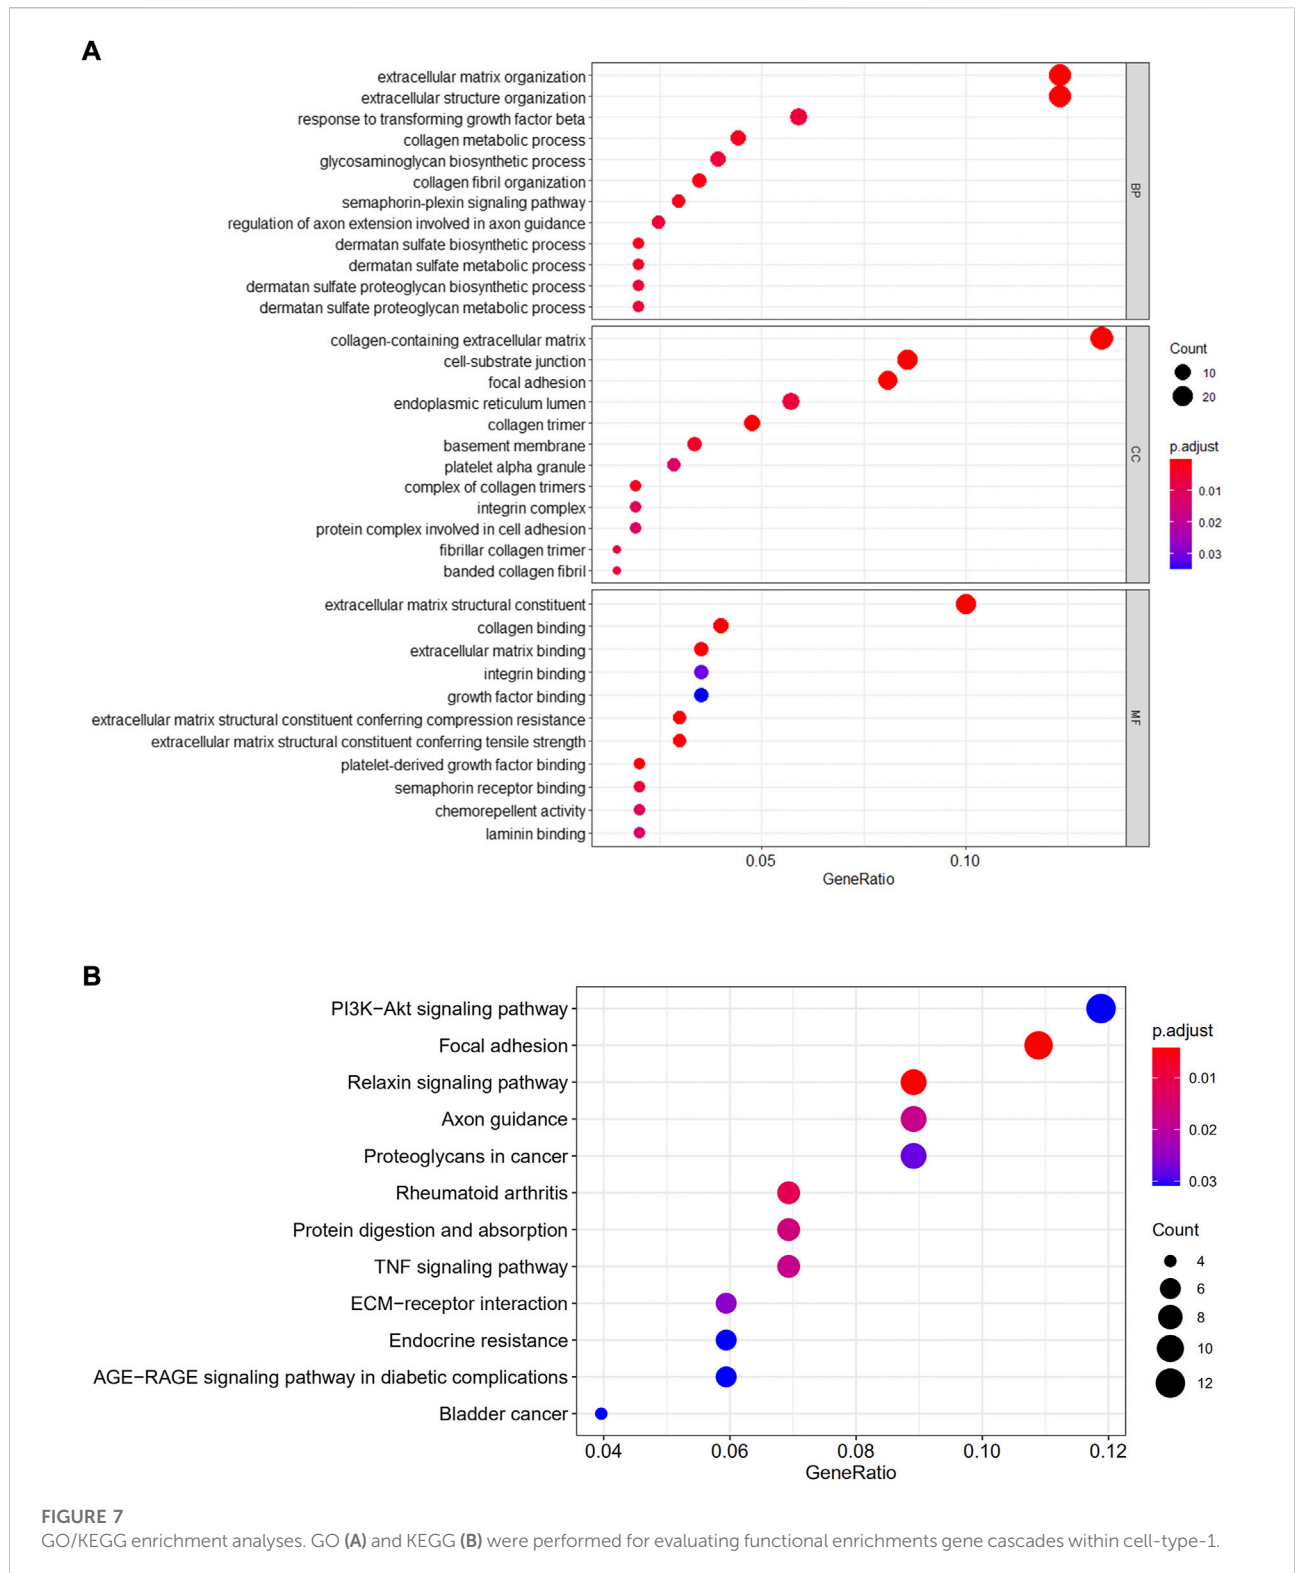 A
extracellular matrix organization
extracellular structure organization
response to transforming growth factor beta
collagen metabolic process
glycosaminoglycan biosynthetic process
collagen fibril organization
semaphorin-plexin signaling pathway
regulation of axon extension involved in axon guidance
dermatan sulfate biosynthetic process
dermatan sulfate metabolic process
dermatan sulfate proteoglycan biosynthetic process
dermatan sulfate proteoglycan metabolic process
BP
collagen-containing extracellular matrix
cell-substrate junction
focal adhesion
endoplasmic reticulum lumen
collagen trimer
basement membrane
platelet alpha granule
complex of collagen trimers
integrin complex
protein complex involved in cell adhesion
fibrillar collagen trimer
banded collagen fibril
CC
extracellular matrix structural constituent
collagen binding
extracellular matrix binding
integrin binding
growth factor binding
extracellular matrix structural constituent conferring compression resistance
extracellular matrix structural constituent conferring tensile strength
platelet-derived growth factor binding
semaphorin receptor binding
chemorepellent activity
laminin binding
MF
0.05 0.10
GeneRatio
Count
10
20
p.adjust
0.01
0.02
0.03
B
PI3K−Akt signaling pathway
Focal adhesion
Relaxin signaling pathway
Axon guidance
Proteoglycans in cancer
Rheumatoid arthritis
Protein digestion and absorption
TNF signaling pathway
ECM−receptor interaction
Endocrine resistance
AGE−RAGE signaling pathway in diabetic complications
Bladder cancer
0.04 0.06 0.08 0.10 0.12
GeneRatio
p.adjust
0.01
0.02
0.03
Count
4
6
8
10
12
FIGURE 7
GO/KEGG enrichment analyses. GO (A) and KEGG (B) were performed for evaluating functional enrichments gene cascades within cell-type-1.